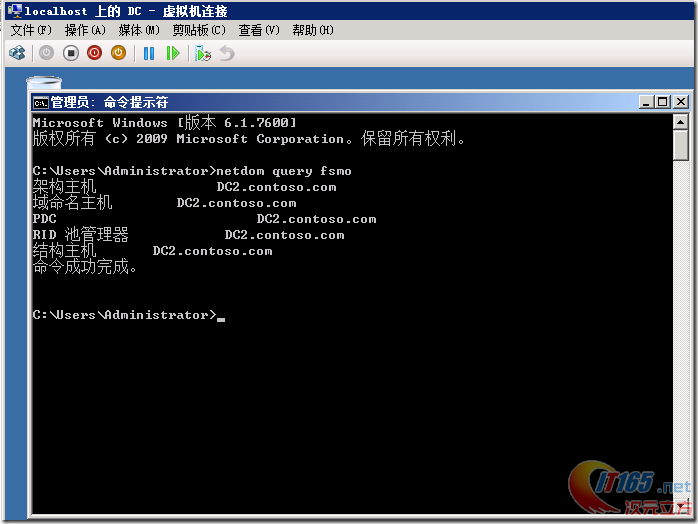 localhost 上的 DC - 虚拟机连接
文件(F) 操作(A) 媒体(M) 剪贴板(C) 查看(V) 帮助(H)
管理员: 命令提示符
Microsoft Windows [版本 6.1.7600]
版权所有 (c) 2009 Microsoft Corporation。保留所有权利。
C:\Users\Administrator>netdom query fsmo
架构主机 DC2.contoso.com
域命名主机 DC2.contoso.com
PDC DC2.contoso.com
RID 池管理器 DC2.contoso.com
结构主机 DC2.contoso.com
命令成功完成。
C:\Users\Administrator>
IT165.net
次元立方